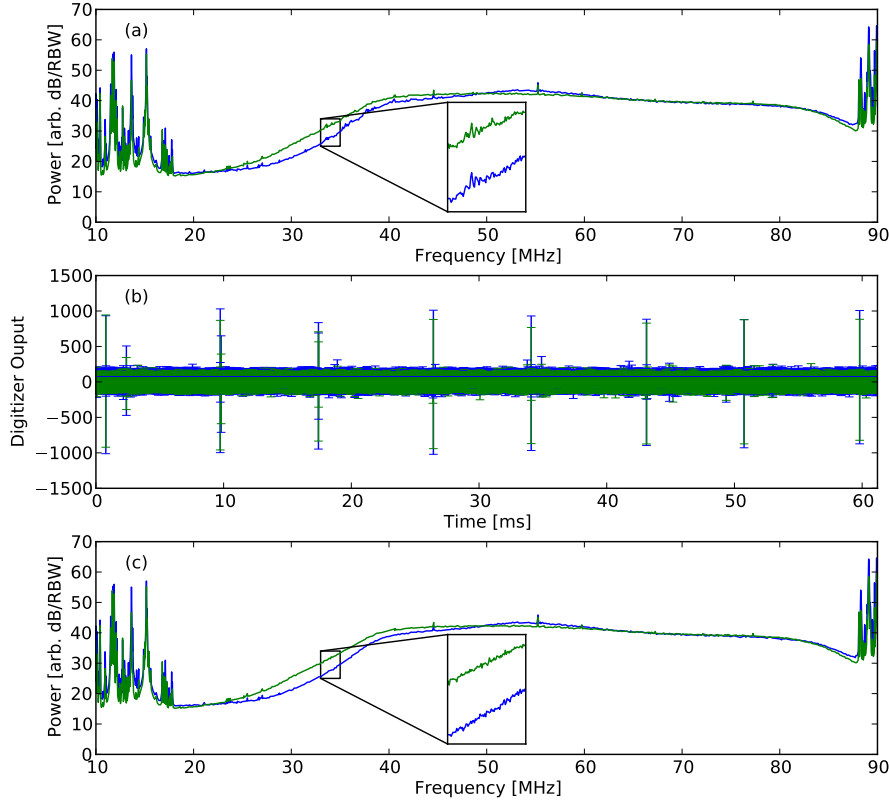 70
60
50
40
30
20
10
0
Power [arb. dB/RBW]
(a)
10 20 30 40 50 60 70 80 90
Frequency [MHz]
1500
1000
500
0
−500
−1000
−1500
Digitizer Ouput
(b)
0 10 20 30 40 50 60
Time [ms]
70
60
50
40
30
20
10
0
Power [arb. dB/RBW]
(c)
10 20 30 40 50 60 70 80 90
Frequency [MHz]